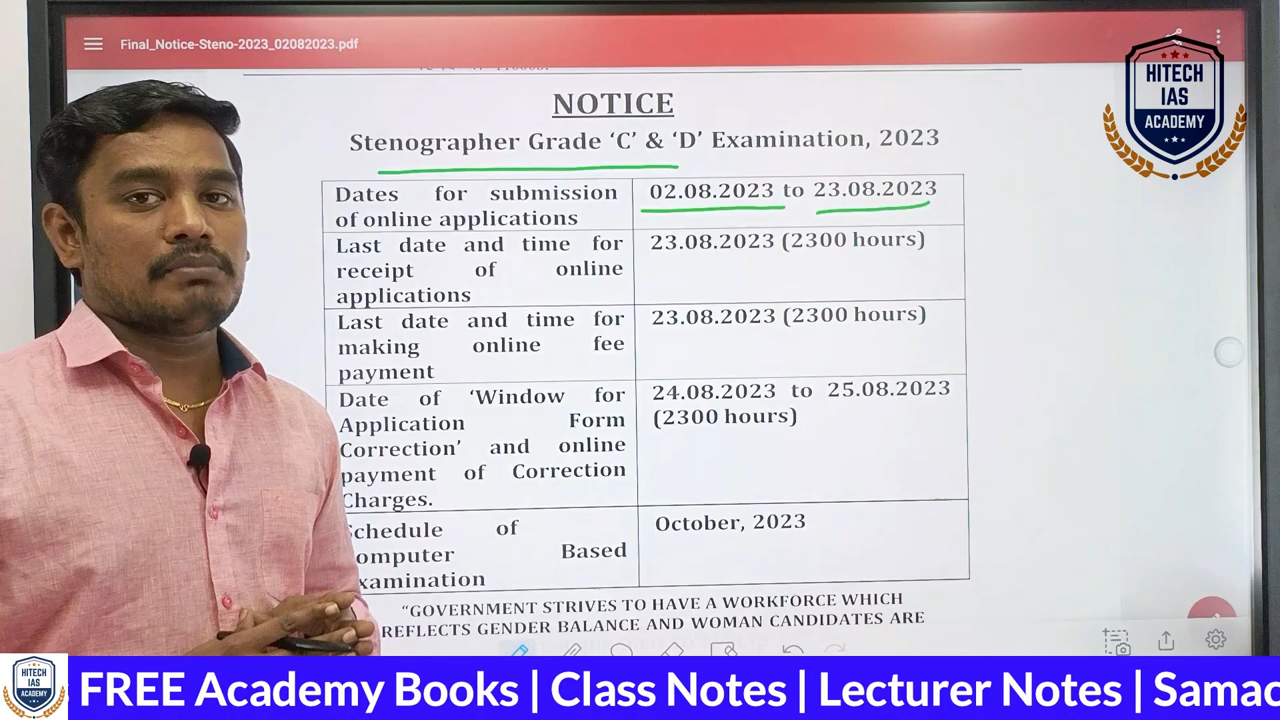 Final_Notice-Steno-2023_02082023.pdf
HITECH
IAS
ACADEMY
NOTICE
Stenographer Grade ‘C’ & ‘D’ Examination, 2023
Dates for submission
of online applications
02.08.2023 to 23.08.2023
Last date and time for
receipt of online
applications
23.08.2023 (2300 hours)
Last date and time for
making online fee
payment
23.08.2023 (2300 hours)
Date of ‘Window for
Application Form
Correction’ and online
payment of Correction
Charges.
24.08.2023 to 25.08.2023
(2300 hours)
Schedule of
omputer Based
xamination
October, 2023
“GOVERNMENT STRIVES TO HAVE A WORKFORCE WHICH
REFLECTS GENDER BALANCE AND WOMAN CANDIDATES ARE
HITECH
IAS
ACADEMY
FREE Academy Books | Class Notes | Lecturer Notes | Samac